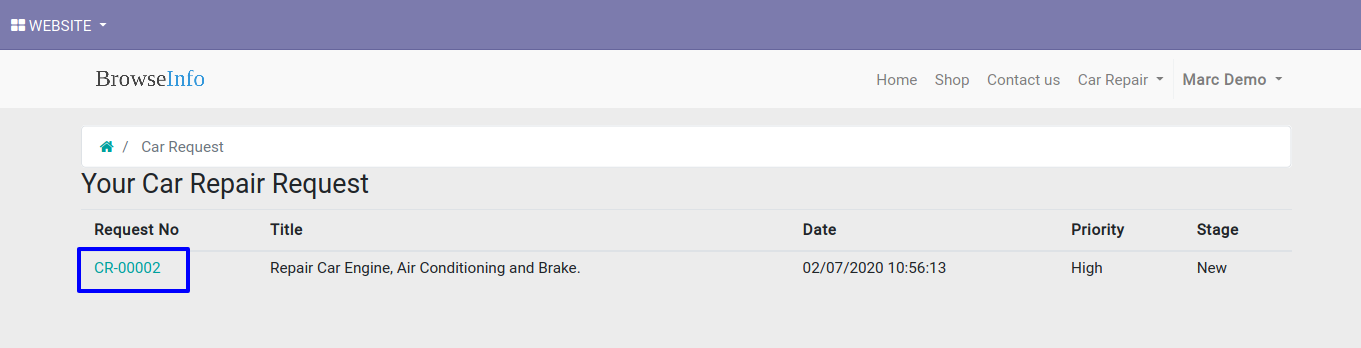 WEBSITE
BrowseInfo Home Shop Contact us Car Repair Marc Demo
/ Car Request
Your Car Repair Request
Request No Title Date Priority Stage
CR-00002 Repair Car Engine, Air Conditioning and Brake. 02/07/2020 10:56:13 High New